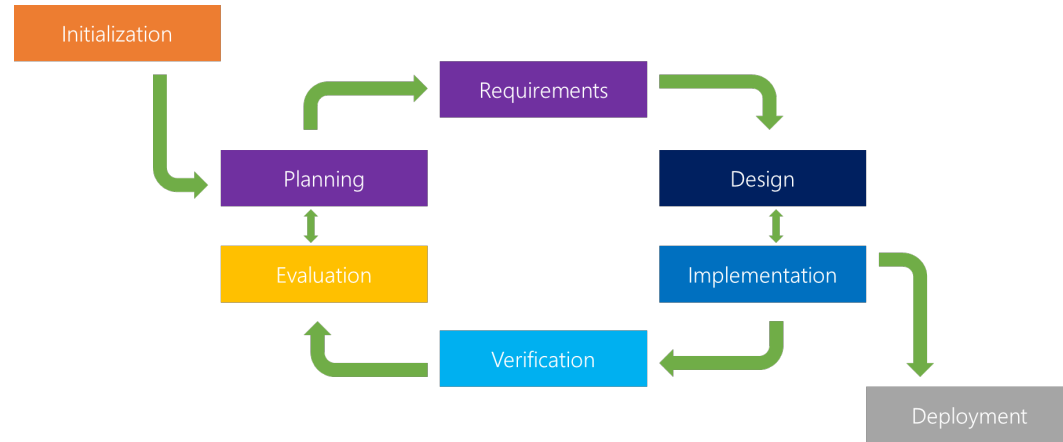 Initialization
Requirements
Planning
Design
Evaluation
Implementation
Verification
Deployment